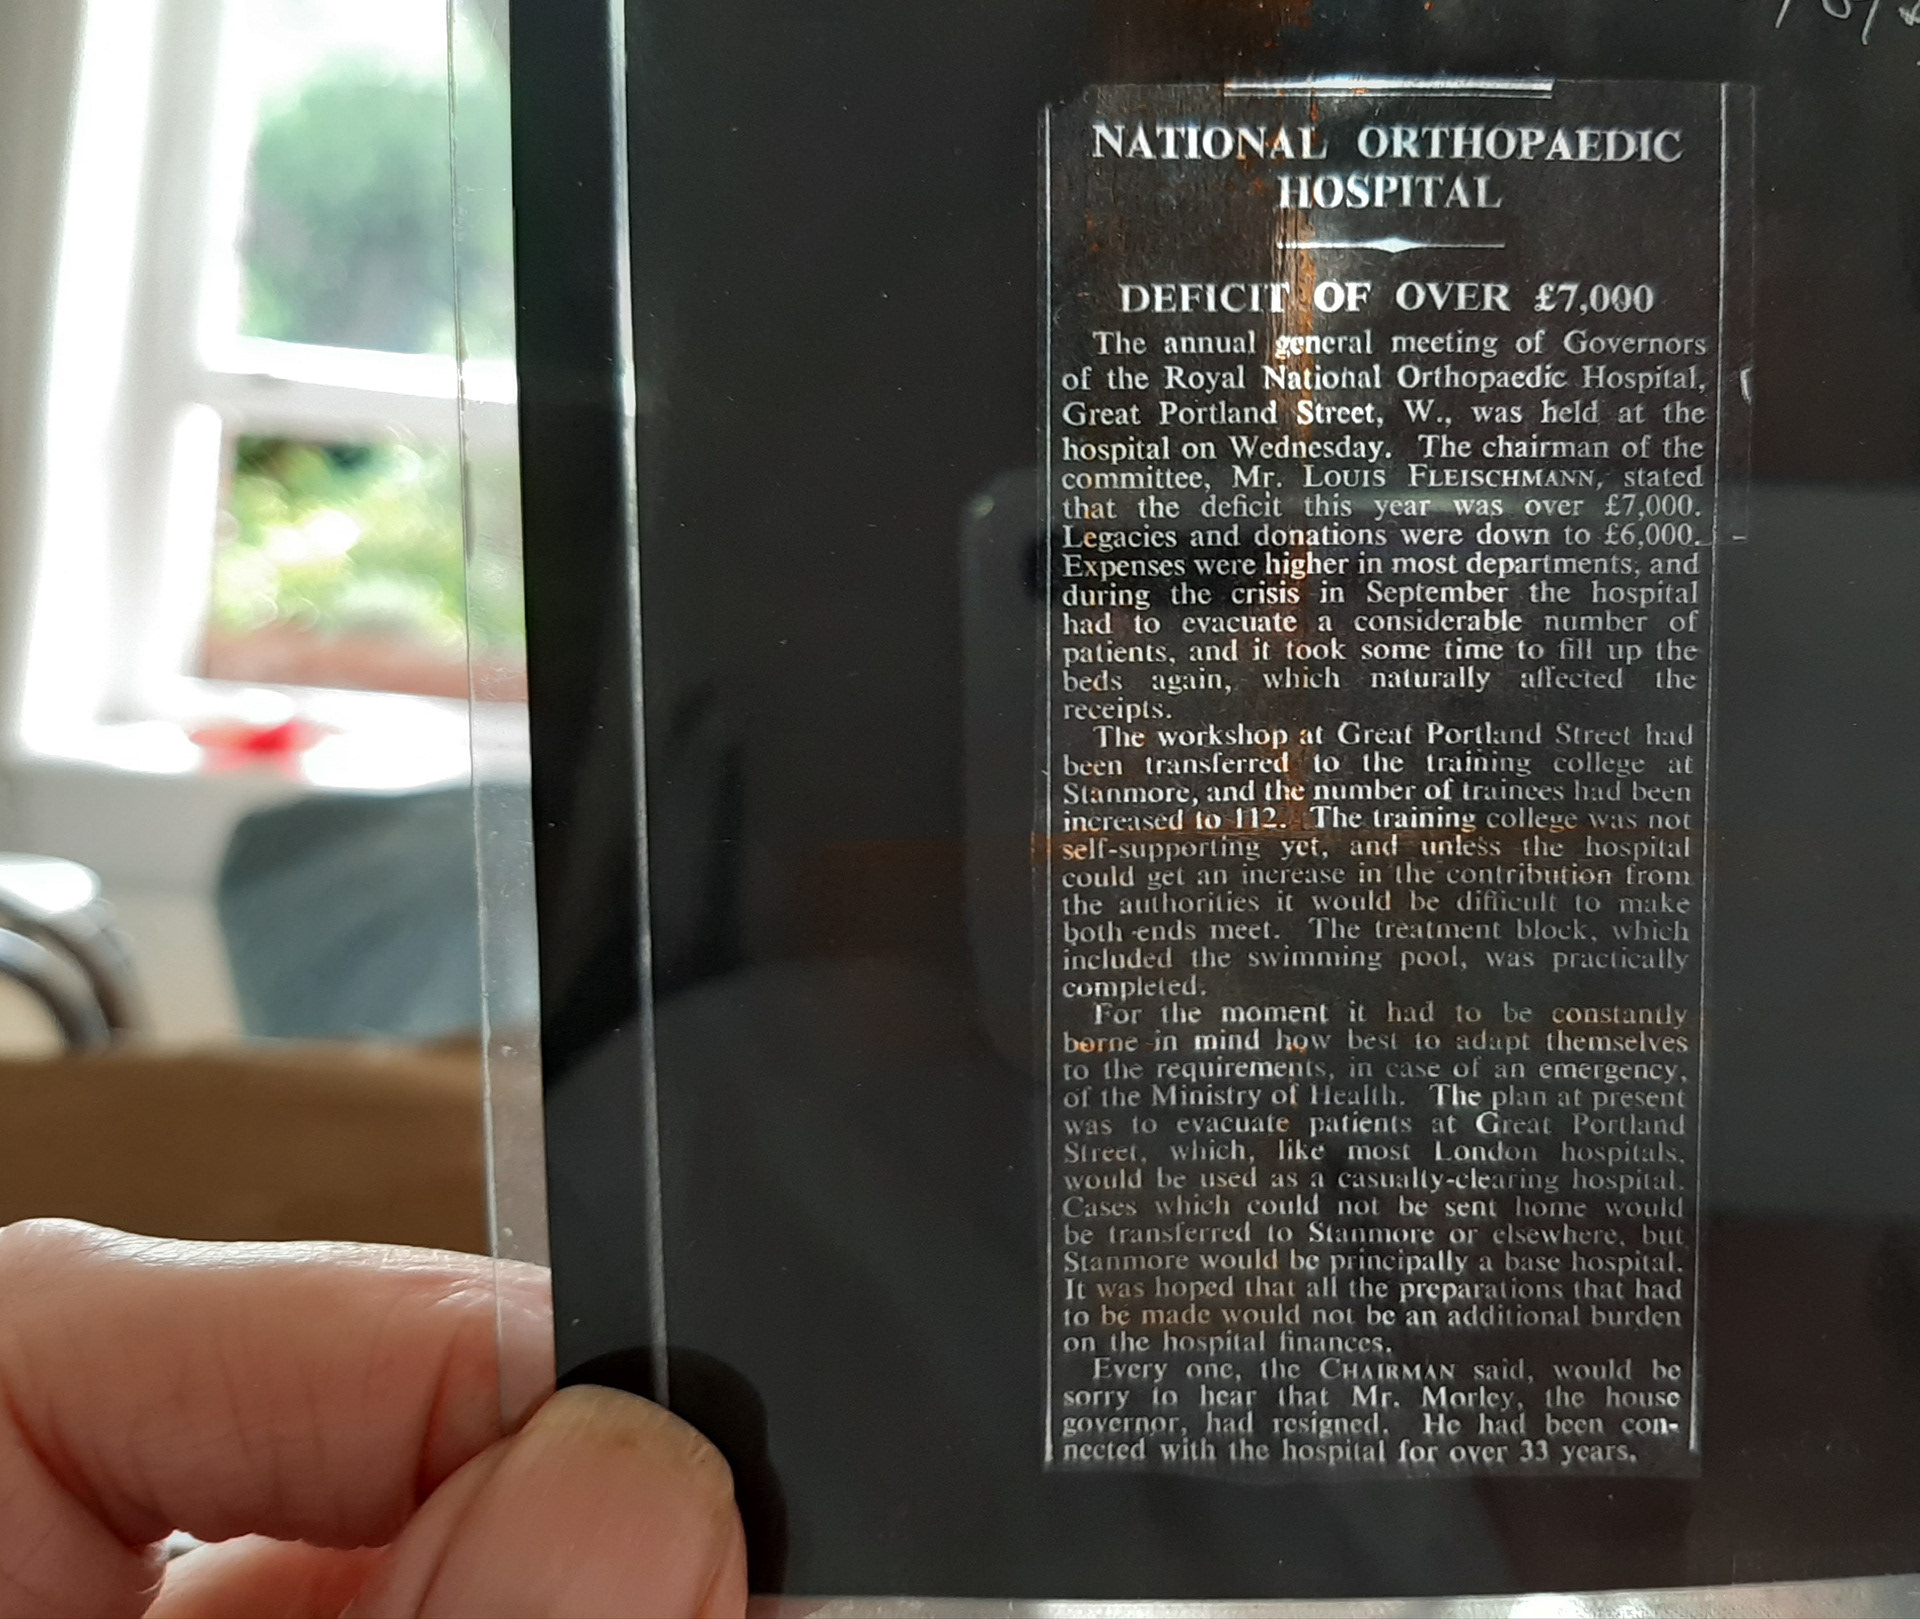 NATIONAL ORTHOPAEDIC
HOSPITAL
DEFICIT OF OVER £7,000
The annual general meeting of Governors
of the Royal National Orthopaedic Hospital,
Great Portland Street, W., was held at the
hospital on Wednesday. The chairman of the
committee, Mr. LOUIS FLEISCHMANN, stated
that the deficit this year was over £7,000.
Legacies and donations were down to £6,000.
Expenses were higher in most departments, and
during the crisis in September the hospital
had to evacuate a considerable number of
patients, and it took some time to fill up the
beds again, which naturally affected the
receipts.
The workshop at Great Portland Street had
been transferred to the training college at
Stanmore, and the number of trainees had been
increased to 112. The training college was not
self-supporting yet, and unless the hospital
could get an increase in the contribution from
the authorities it would be difficult to make
both ends meet. The treatment block, which
included the swimming pool, was practically
completed.
For the moment it had to be constantly
borne in mind how best to adapt themselves
to the requirements, in case of an emergency,
of the Ministry of Health. The plan at present
was to evacuate patients at Great Portland
Street, which, like most London hospitals,
would be used as a casualty-clearing hospital.
Cases which could not be sent home would
be transferred to Stanmore or elsewhere, but
Stanmore would be principally a base hospital.
It was hoped that all the preparations that had
to be made would not be an additional burden
on the hospital finances.
Every one, the CHAIRMAN said, would be
sorry to hear that Mr. Morley, the house
governor, had resigned. He had been con-
nected with the hospital for over 33 years.